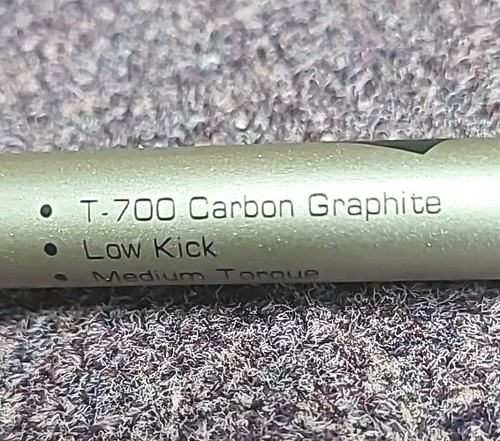 • T-700 Carbon Graphite
• Low Kick
• Medium Torque